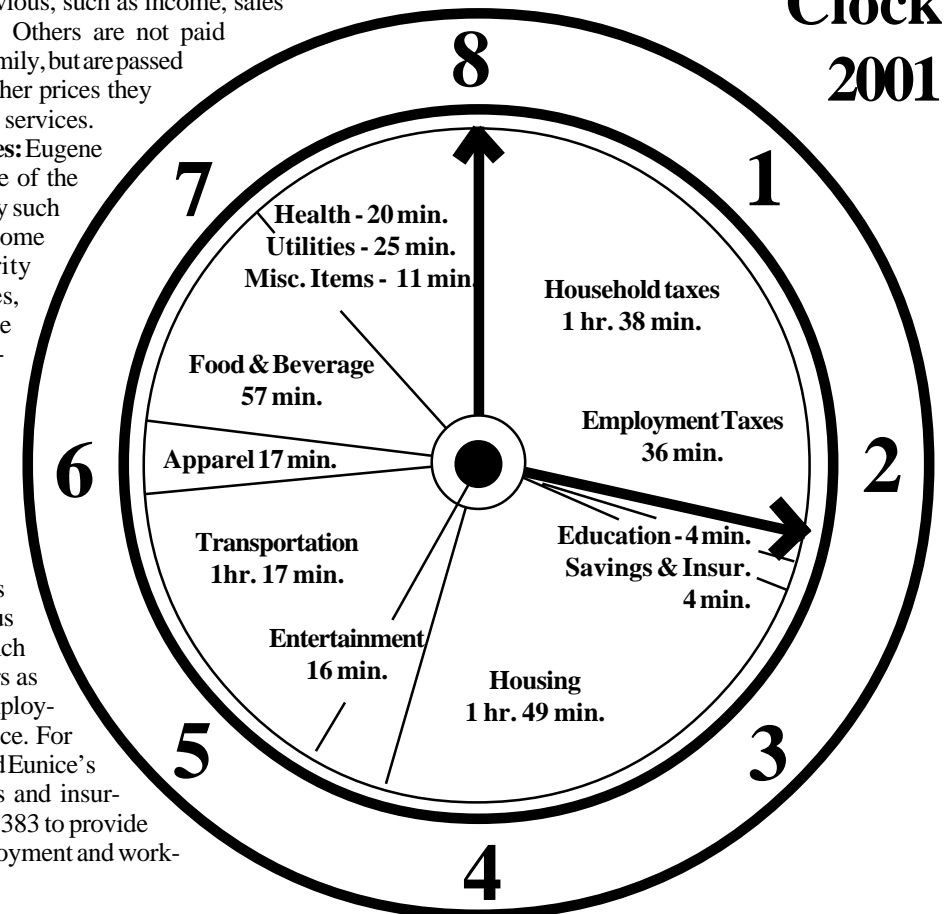 vious, such as income, sales
Others are not paid
mily, but are passed
her prices they
services.
es: Eugene
e of the
y such
ome
rity
es,
e
-
s
us
ch
rs as
ploy-
ce. For
d Eunice's
s and insur-
383 to provide
oyment and work-
Clock
2001
8
1
2
3
4
5
6
7
Health - 20 min.
Utilities - 25 min.
Misc. Items - 11 min.
Household taxes
1 hr. 38 min.
Food & Beverage
57 min.
Employment Taxes
36 min.
Apparel 17 min.
Education - 4 min.
Savings & Insur.
4 min.
Transportation
1hr. 17 min.
Entertainment
16 min.
Housing
1 hr. 49 min.